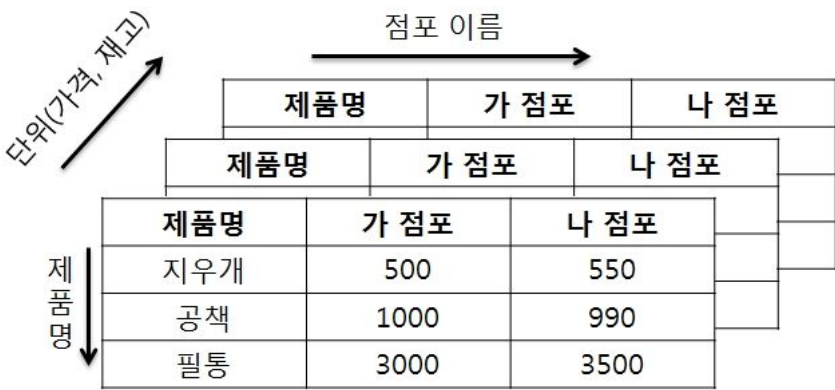 점포 이름
단위(가격, 재고)
제품명 가 점포 나 점포
제품명 가 점포 나 점포
제품명 가 점포 나 점포
제품명
지우개 500 550
공책 1000 990
필통 3000 3500